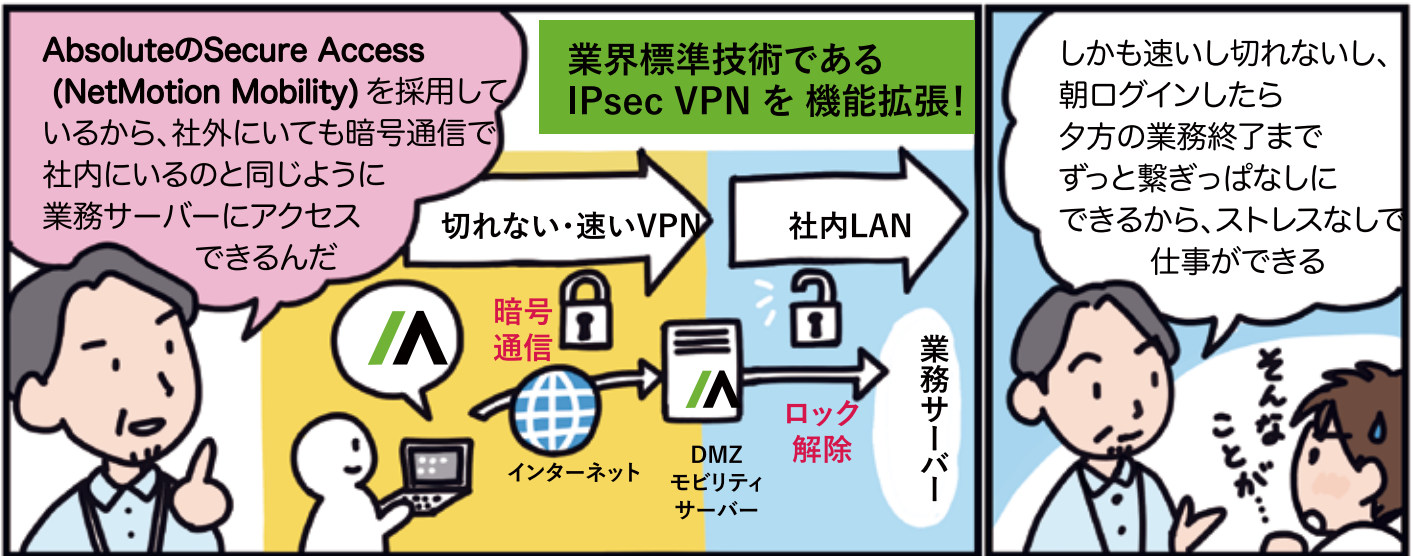 AbsoluteのSecure Access
(NetMotion Mobility)を採用して
いるから、社外にいても暗号通信で
社内にいるのと同じように
業務サーバーにアクセス
できるんだ
業界標準技術である
IPsec VPN を 機能拡張!
切れない・速いVPN
社内LAN
暗号
通信
インターネット
DMZ
モビリティ
サーバー
ロック
解除
業務サーバー
しかも速いし切れないし、
朝ログインしたら
夕方の業務終了まで
ずっと繋ぎっぱなしに
できるから、ストレスなしで
仕事ができる
そんな
ことが…